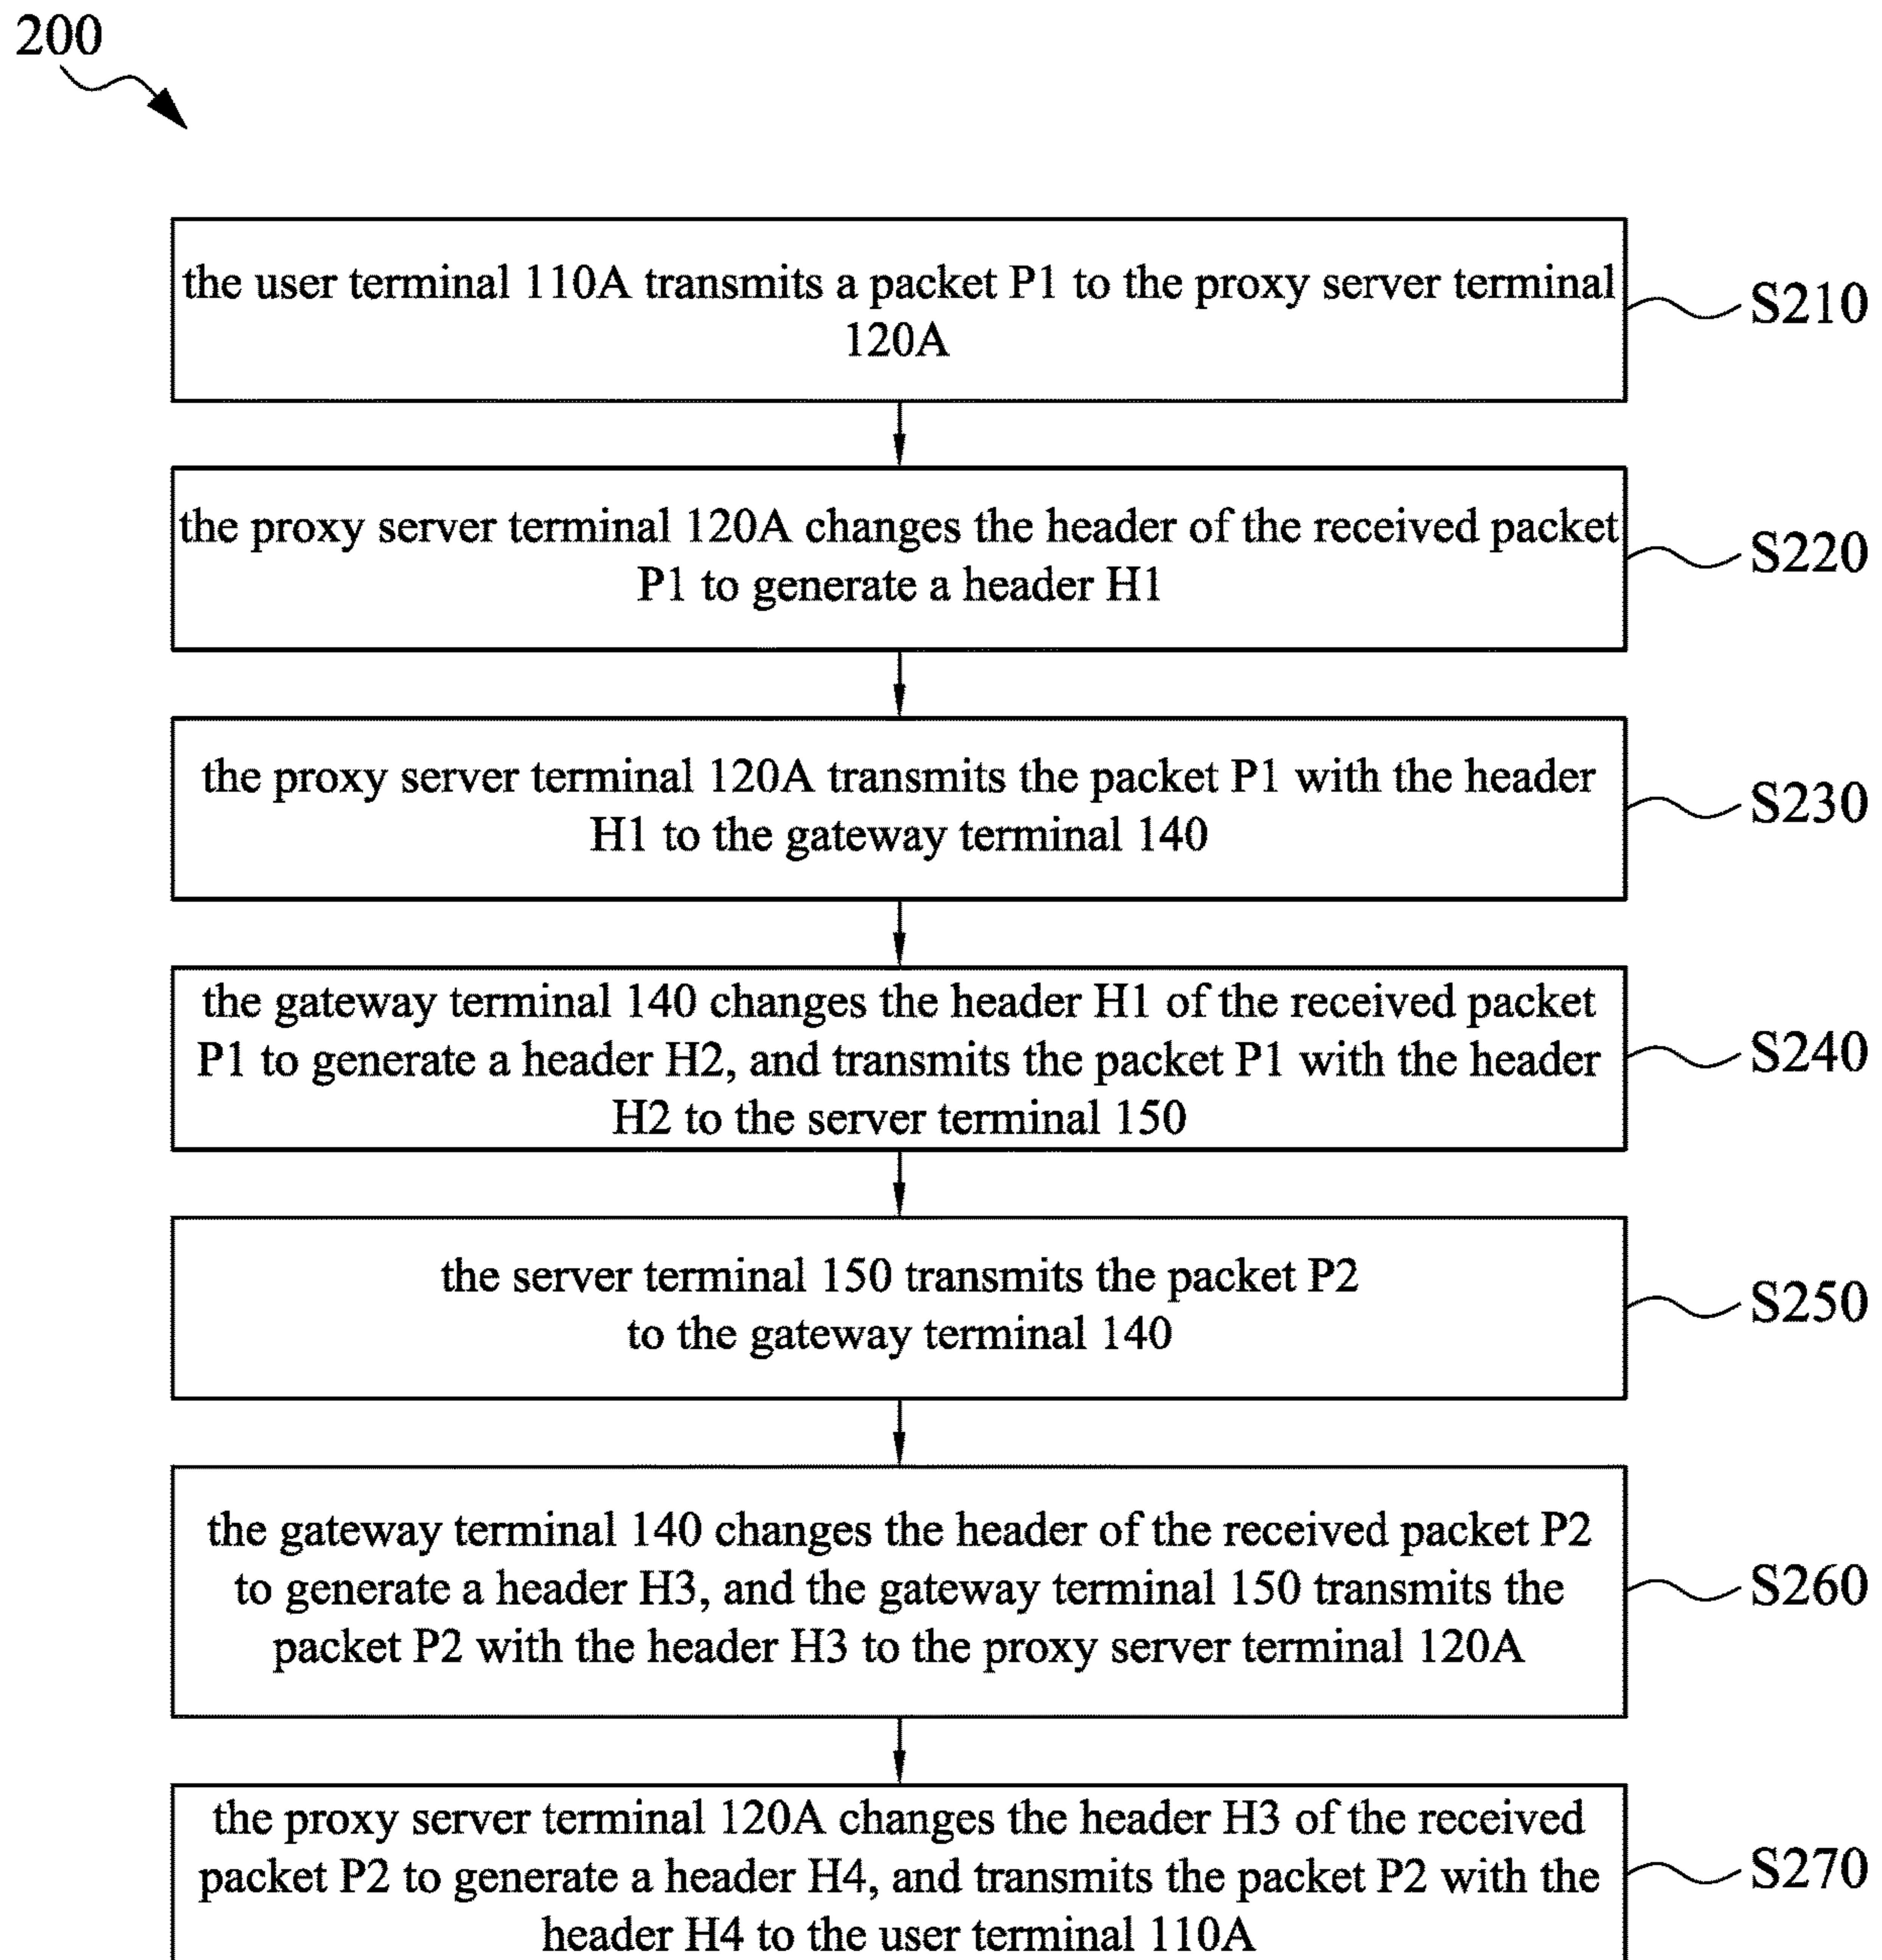 200
the user terminal 110A transmits a packet P1 to the proxy server terminal
120A
S210
the proxy server terminal 120A changes the header of the received packet
P1 to generate a header H1
S220
the proxy server terminal 120A transmits the packet P1 with the header
H1 to the gateway terminal 140
S230
the gateway terminal 140 changes the header H1 of the received packet
P1 to generate a header H2, and transmits the packet P1 with the header
H2 to the server terminal 150
S240
the server terminal 150 transmits the packet P2
to the gateway terminal 140
S250
the gateway terminal 140 changes the header of the received packet P2
to generate a header H3, and the gateway terminal 150 transmits the
packet P2 with the header H3 to the proxy server terminal 120A
S260
the proxy server terminal 120A changes the header H3 of the received
packet P2 to generate a header H4, and transmits the packet P2 with the
header H4 to the user terminal 110A
S270